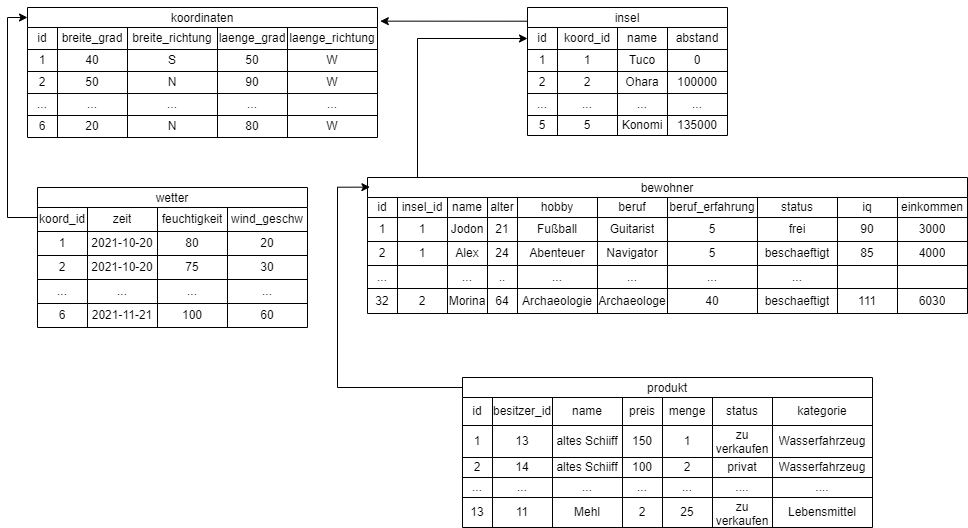 koordinaten
id breite_grad breite_richtung laenge_grad laenge_richtung
1 40 S 50 W
2 50 N 90 W
... ... ... ... ...
6 20 N 80 W
insel
id koord_id name abstand
1 1 Tuco 0
2 2 Ohara 100000
... ... ... ...
5 5 Konomi 135000
wetter
koord_id zeit feuchtigkeit wind_geschw
1 2021-10-20 80 20
2 2021-10-20 75 30
... ... ... ...
6 2021-11-21 100 60
bewohner
id insel_id name alter hobby beruf beruf_erfahrung status iq einkommen
1 1 Jodon 21 Fußball Guitarist 5 frei 90 3000
2 1 Alex 24 Abenteuer Navigator 5 beschaeftigt 85 4000
... ... .. ... ... ... ... ...
32 2 Morina 64 Archaeologie Archaeologe 40 beschaeftigt 111 6030
produkt
id besitzer_id name preis menge status kategorie
1 13 altes Schiiff 150 1 zu verkaufen Wasserfahrzeug
2 14 altes Schiiff 100 2 privat Wasserfahrzeug
... ... ... ... ... .... ....
13 11 Mehl 2 25 zu verkaufen Lebensmittel